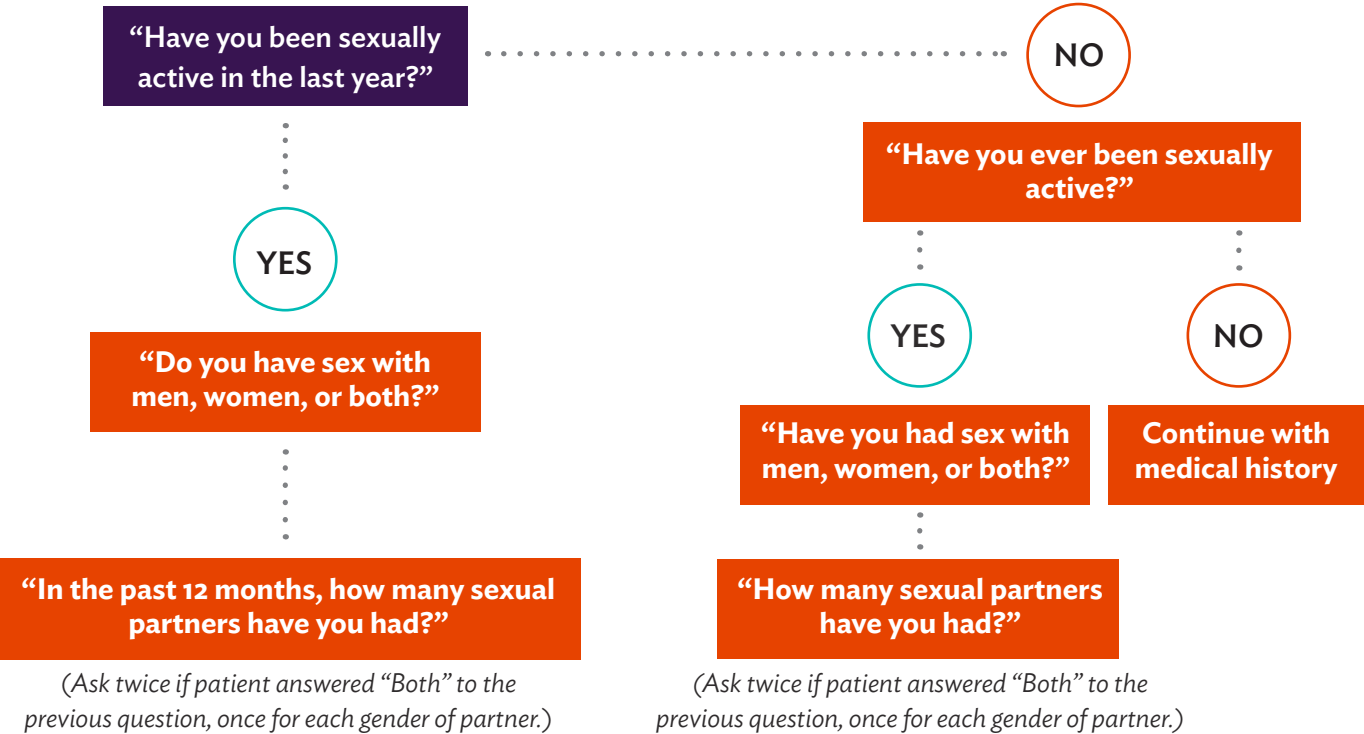 “Have you been sexually
active in the last year?”
NO
“Have you ever been sexually
active?”
YES
YES
NO
“Do you have sex with
men, women, or both?”
“Have you had sex with
men, women, or both?”
Continue with
medical history
“In the past 12 months, how many sexual
partners have you had?”
(Ask twice if patient answered “Both” to the
previous question, once for each gender of partner.)
“How many sexual partners
have you had?”
(Ask twice if patient answered “Both” to the
previous question, once for each gender of partner.)